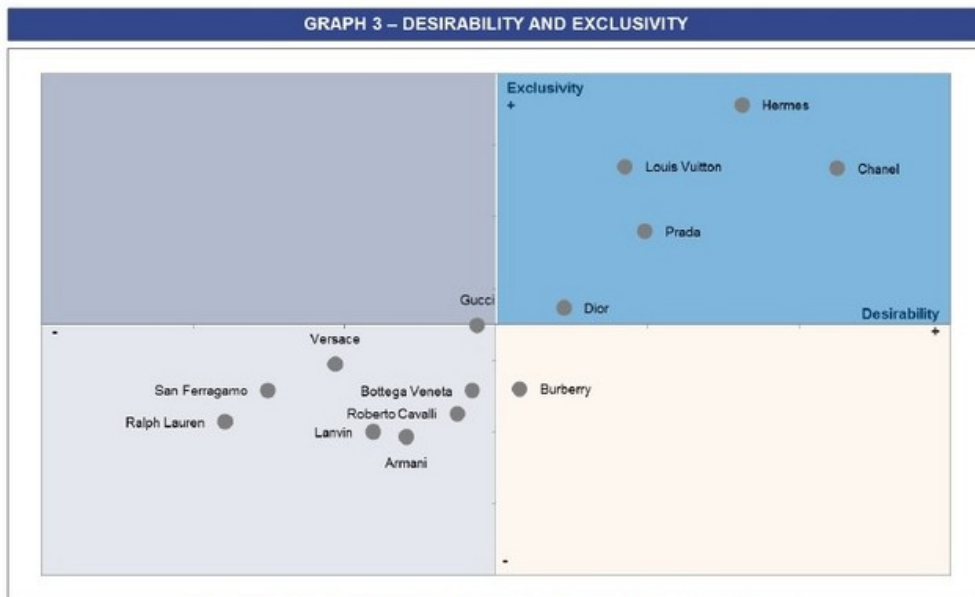 GRAPH 3 – DESIRABILITY AND EXCLUSIVITY
Exclusivity
+
Hermes
Louis Vuitton
Chanel
Prada
Gucci
Dior
Desirability
-
+
Versace
San Ferragamo
Bottega Veneta
Burberry
Roberto Cavalli
Ralph Lauren
Lanvin
Armani
-